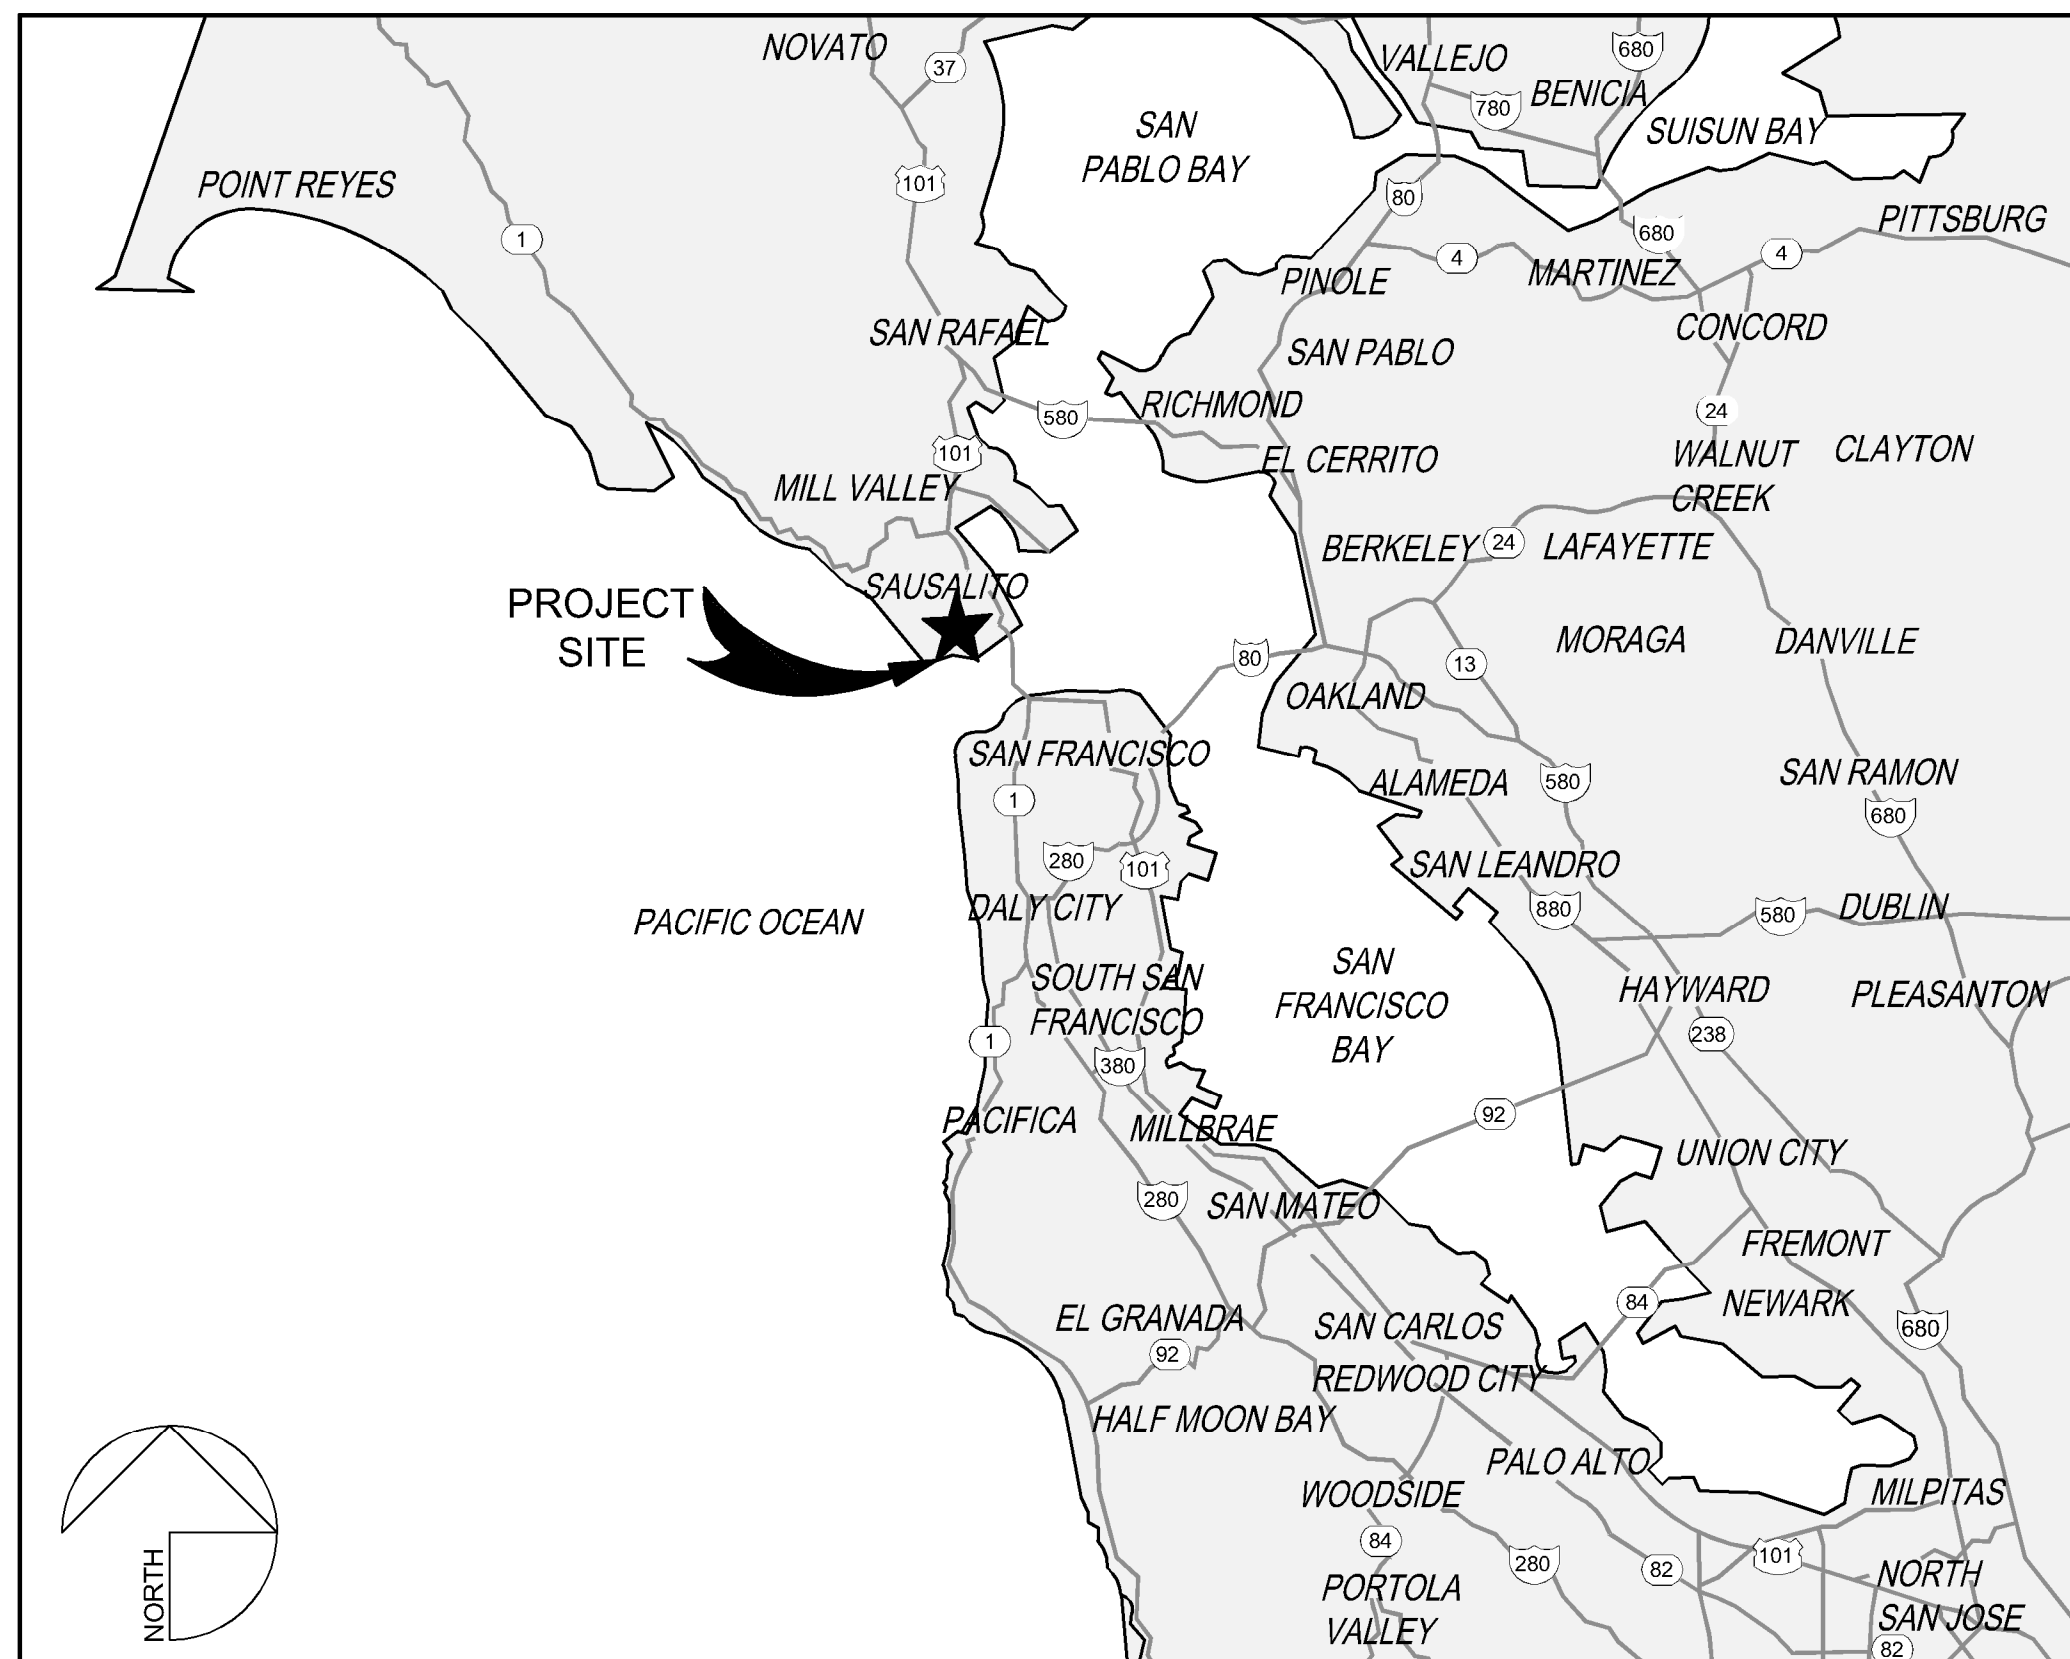 NOVATO
37
VALLEJO
680
780
BENICIA
SAN
PABLO BAY
SUISUN BAY
101
POINT REYES
80
1
PITTSBURG
680
4
4
PINOLE
MARTINEZ
SAN RAFAEL
CONCORD
SAN PABLO
RICHMOND
580
24
101
EL CERRITO
WALNUT
CREEK
CLAYTON
MILL VALLEY
BERKELEY
24
LAFAYETTE
SAUSALITO
PROJECT
SITE
MORAGA
DANVILLE
80
13
OAKLAND
SAN FRANCISCO
SAN RAMON
ALAMEDA
580
1
680
280
101
SAN LEANDRO
DALY CITY
880
580
DUBLIN
PACIFIC OCEAN
SAN
FRANCISCO
BAY
SOUTH SAN
FRANCISCO
HAYWARD
PLEASANTON
238
1
380
92
PACIFICA
MILLBRAE
UNION CITY
280
SAN MATEO
FREMONT
84
NEWARK
EL GRANADA
SAN CARLOS
680
92
REDWOOD CITY
HALF MOON BAY
PALO ALTO
WOODSIDE
MILPITAS
84
280
82
101
NORTH
SAN JOSE
PORTOLA
VALLEY
82
NORTH